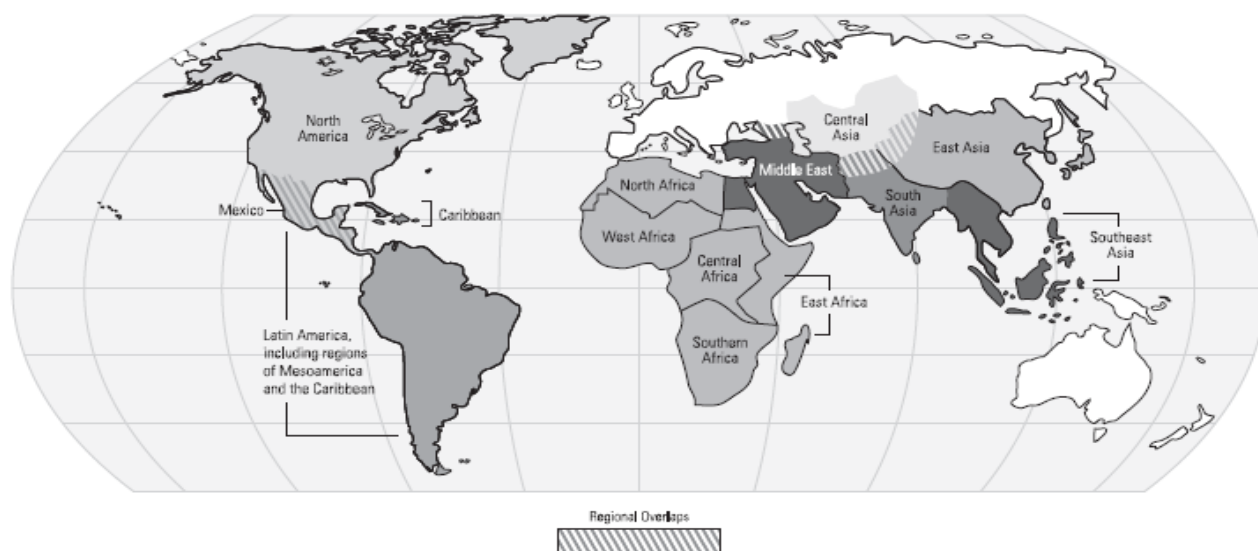 North
America
Central
Asia
East Asia
Middle East
North Africa
South
Asia
Mexico
Caribbean
West Africa
Southeast
Asia
Central
Africa
East Africa
Latin America,
including regions
of Mesoamerica
and the Caribbean
Southern
Africa
Regional Overlaps